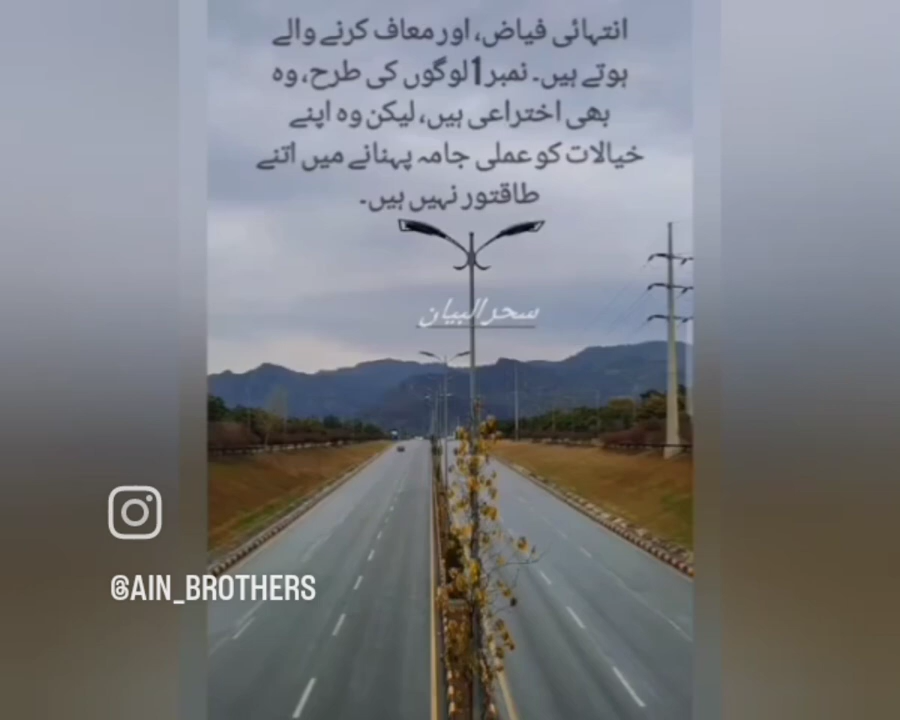 انتہائی فیاض، اور معاف کرنے والے
ہوتے ہیں۔ نمبر 1 لوگوں کی طرح، وہ
بھی اختراعی ہیں، لیکن وہ اپنے
خیالات کو عملی جامہ پہنانے میں اتنے
طاقتور نہیں ہیں۔
سحر البیان
@AIN_BROTHERS